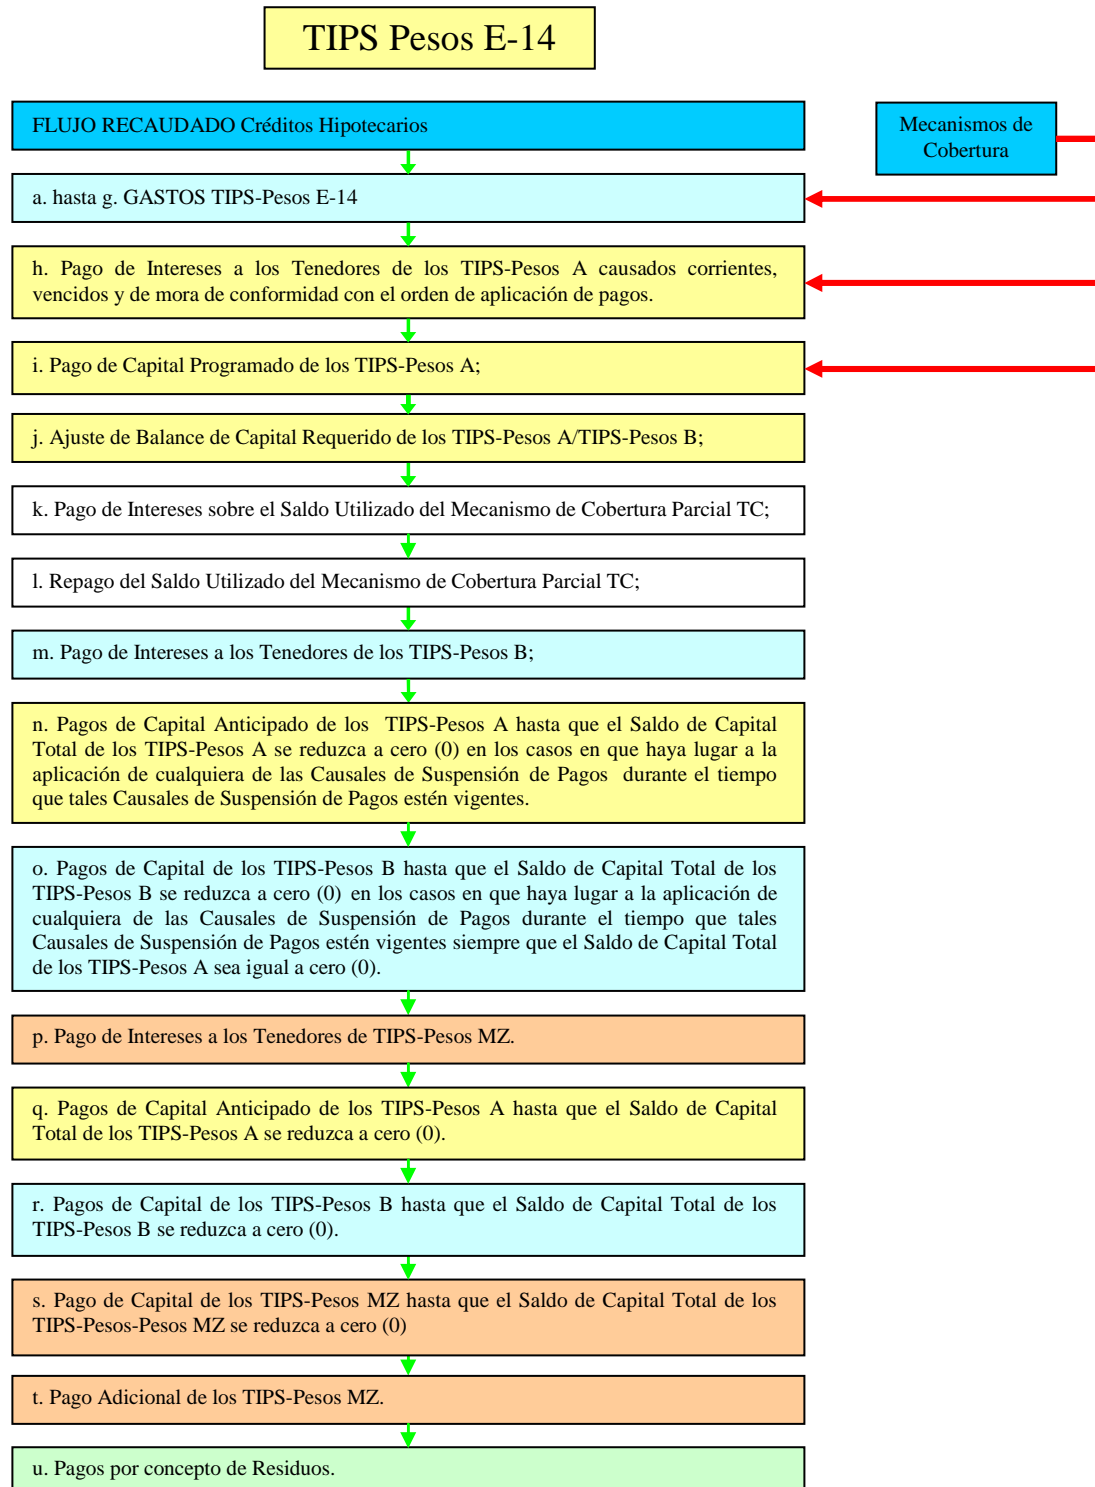 TIPS Pesos E-14
FLUJO RECAUDADO Créditos Hipotecarios
Mecanismos de
Cobertura
a. hasta g. GASTOS TIPS-Pesos E-14
h. Pago de Intereses a los Tenedores de los TIPS-Pesos A causados corrientes,
vencidos y de mora de conformidad con el orden de aplicación de pagos.
i. Pago de Capital Programado de los TIPS-Pesos A;
j. Ajuste de Balance de Capital Requerido de los TIPS-Pesos A/TIPS-Pesos B;
k. Pago de Intereses sobre el Saldo Utilizado del Mecanismo de Cobertura Parcial TC;
l. Repago del Saldo Utilizado del Mecanismo de Cobertura Parcial TC;
m. Pago de Intereses a los Tenedores de los TIPS-Pesos B;
n. Pagos de Capital Anticipado de los TIPS-Pesos A hasta que el Saldo de Capital
Total de los TIPS-Pesos A se reduzca a cero (0) en los casos en que haya lugar a la
aplicación de cualquiera de las Causales de Suspensión de Pagos durante el tiempo
que tales Causales de Suspensión de Pagos estén vigentes.
o. Pagos de Capital de los TIPS-Pesos B hasta que el Saldo de Capital Total de los
TIPS-Pesos B se reduzca a cero (0) en los casos en que haya lugar a la aplicación de
cualquiera de las Causales de Suspensión de Pagos durante el tiempo que tales
Causales de Suspensión de Pagos estén vigentes siempre que el Saldo de Capital Total
de los TIPS-Pesos A sea igual a cero (0).
p. Pago de Intereses a los Tenedores de TIPS-Pesos MZ.
q. Pagos de Capital Anticipado de los TIPS-Pesos A hasta que el Saldo de Capital
Total de los TIPS-Pesos A se reduzca a cero (0).
r. Pagos de Capital de los TIPS-Pesos B hasta que el Saldo de Capital Total de los
TIPS-Pesos B se reduzca a cero (0).
s. Pago de Capital de los TIPS-Pesos MZ hasta que el Saldo de Capital Total de los
TIPS-Pesos-Pesos MZ se reduzca a cero (0)
t. Pago Adicional de los TIPS-Pesos MZ.
u. Pagos por concepto de Residuos.